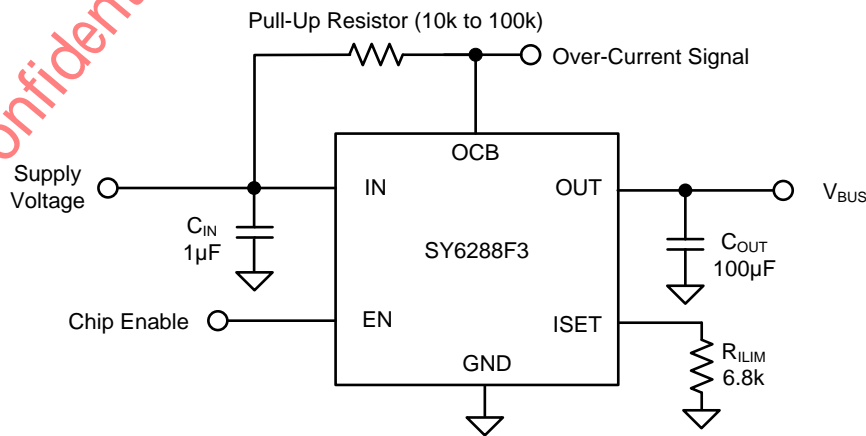 Pull-Up Resistor (10k to 100k)
Over-Current Signal
OCB
Supply
Voltage
IN
OUT
VBUS
CIN
1µF
SY6288F3
COUT
100µF
Chip Enable
EN
ISET
GND
RILIM
6.8k